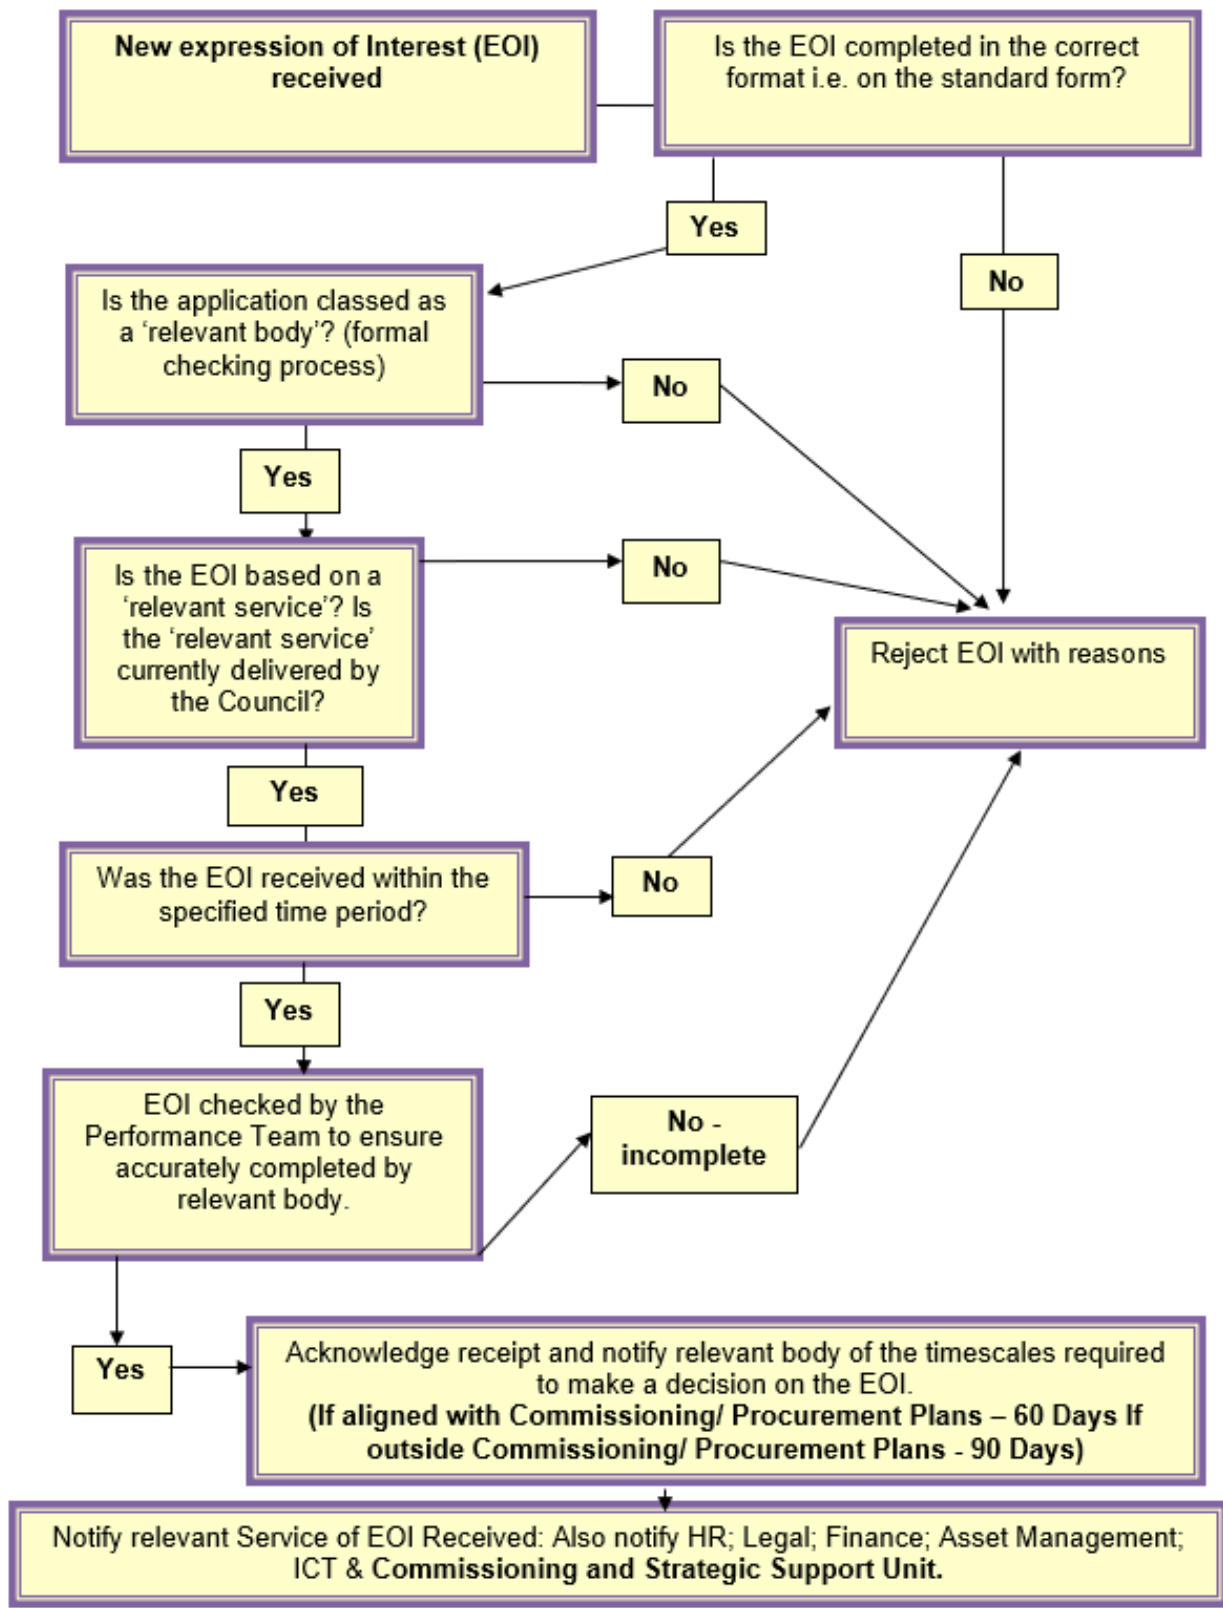 New expression of Interest (EOI)
received
Is the EOI completed in the correct
format i.e. on the standard form?
Yes
No
Is the application classed as
a ‘relevant body’? (formal
checking process)
No
Yes
Is the EOI based on a
‘relevant service’? Is
the ‘relevant service’
currently delivered by
the Council?
No
Reject EOI with reasons
Yes
Was the EOI received within the
specified time period?
No
Yes
EOI checked by the
Performance Team to ensure
accurately completed by
relevant body.
No -
incomplete
Yes
Acknowledge receipt and notify relevant body of the timescales required
to make a decision on the EOI.
(If aligned with Commissioning/ Procurement Plans – 60 Days If
outside Commissioning/ Procurement Plans - 90 Days)
Notify relevant Service of EOI Received: Also notify HR; Legal; Finance; Asset Management;
ICT & Commissioning and Strategic Support Unit.